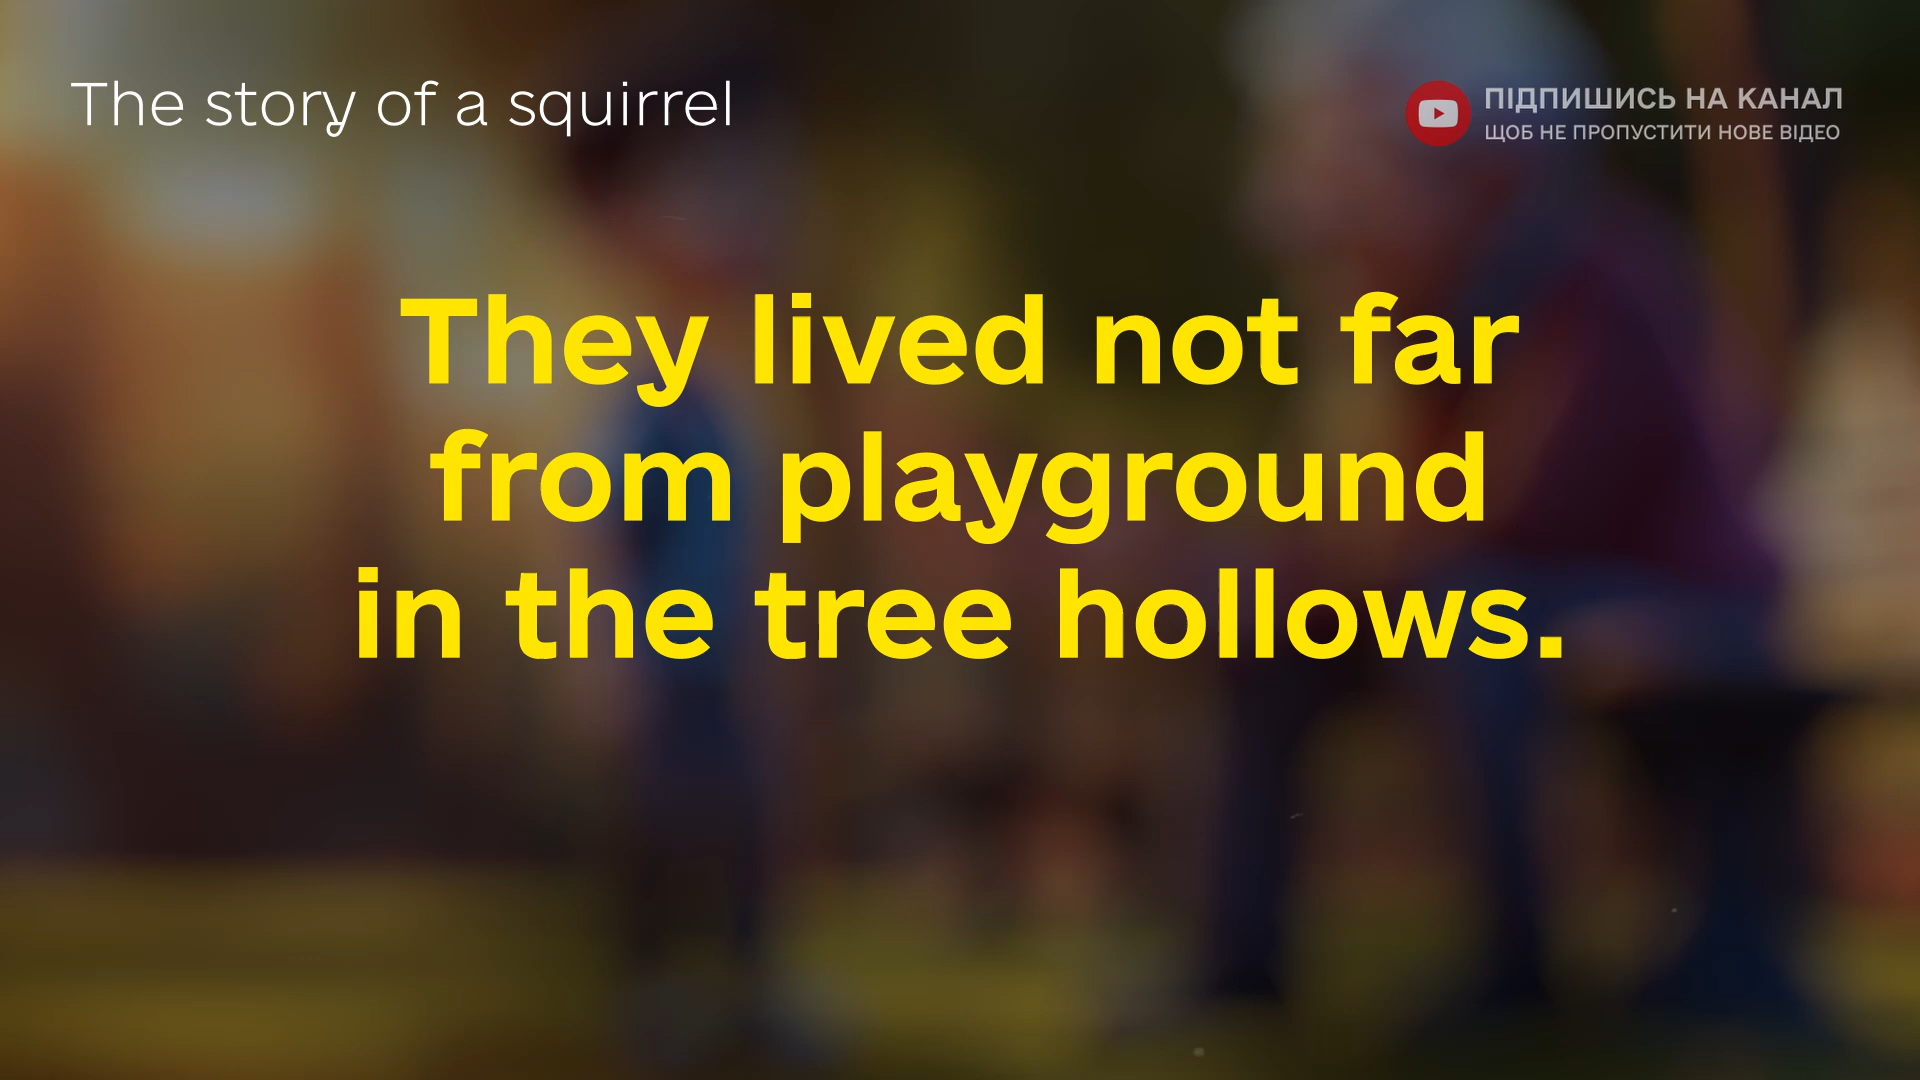 The story of a squirrel
ПІДПИШИСЬ НА КАНАЛ
ЩОБ НЕ ПРОПУСТИТИ НОВЕ ВІДЕО
They lived not far
from playground
in the tree hollows.